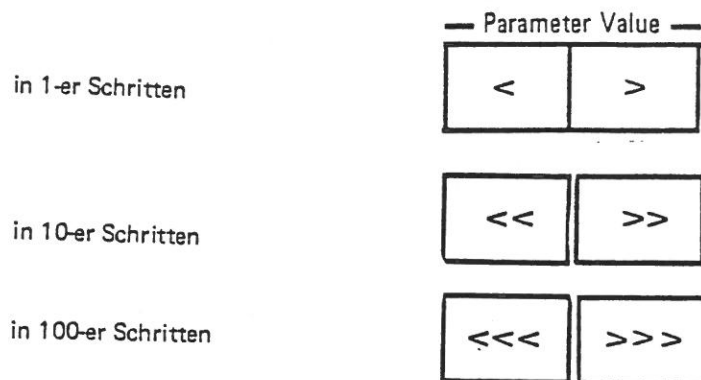 Parameter Value
in 1-er Schritten < >
in 10-er Schritten << >>
in 100-er Schritten <<< >>>